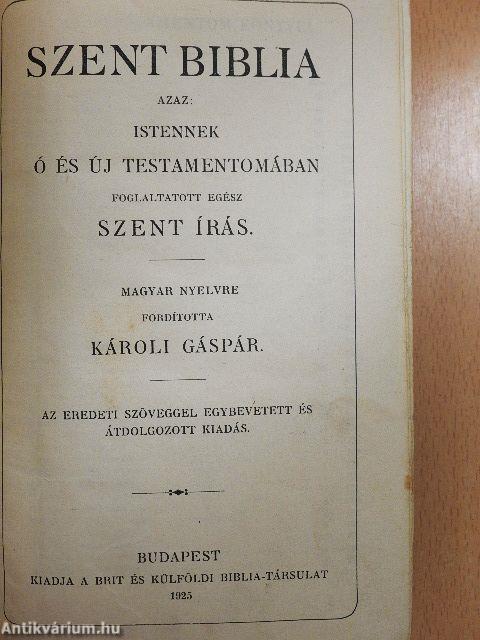 SZENT BIBLIA
AZAZ:
ISTENNEK
Ó ÉS ÚJ TESTAMENTOMÁBAN
FOGLALTATOTT EGÉSZ
SZENT ÍRÁS.
MAGYAR NYELVRE
FORDÍTOTTA
KÁROLI GÁSPÁR.
AZ EREDETI SZÖVEGGEL EGYBEVETETT ÉS
ÁTDOLGOZOTT KIADÁS.
BUDAPEST
KIADJA A BRIT ÉS KÜLFÖLDI BIBLIA-TÁRSULAT
1925
Antikvárium.hu